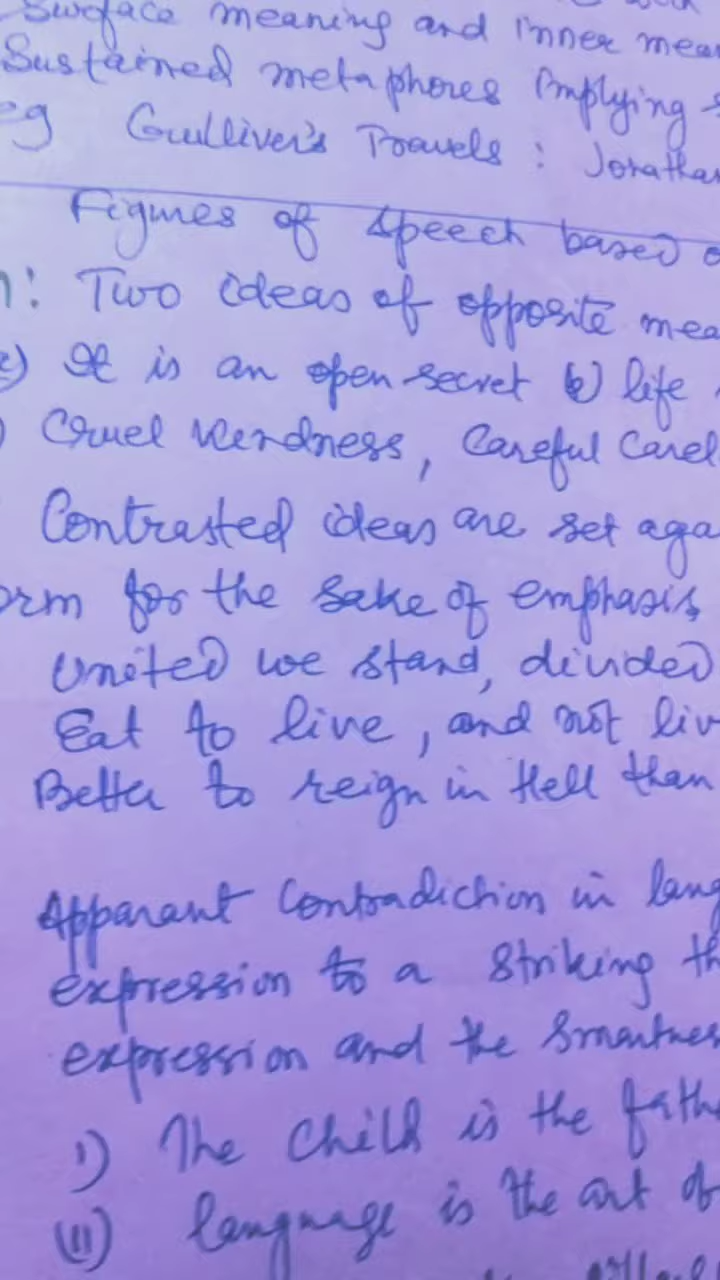 Surface meaning and inner mea
Sustained metaphores implying s
eg Gulliver's Travels : Jonathan
Figures of speech based o
n: Two ideas of opposite mea
It is an open secret b) life
Cruel kindness, Careful Carel
Contrasted ideas are set aga
orm for the sake of emphasis
United we stand, divided
Eat to live, and not liv
Better to reign in Hell than
Apparant Contradiction in lang
expression to a striking th
expression and the smartnes
i) The Child is the fathe
(ii) language is the art of